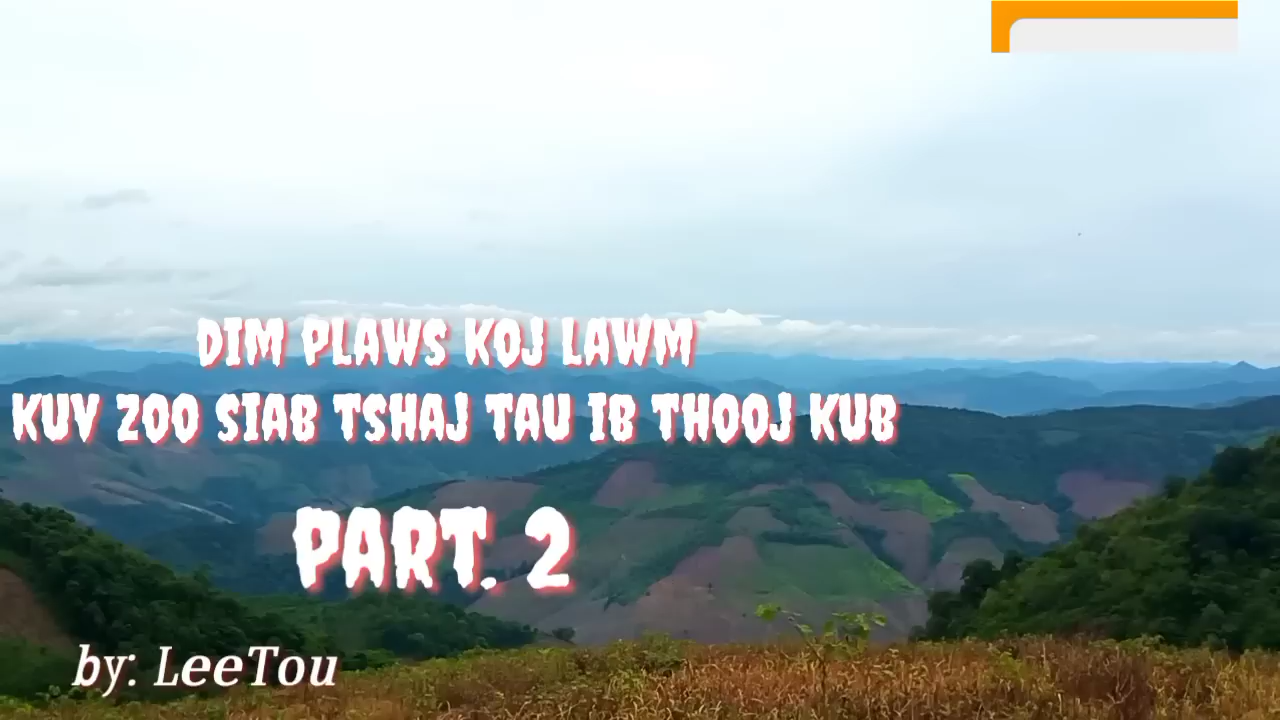 DIM PLAWS KOJ LAWM
KUV ZOO SIAB TSHAJ TAU IB THOOJ KUB
PART. 2
by: LeeTou